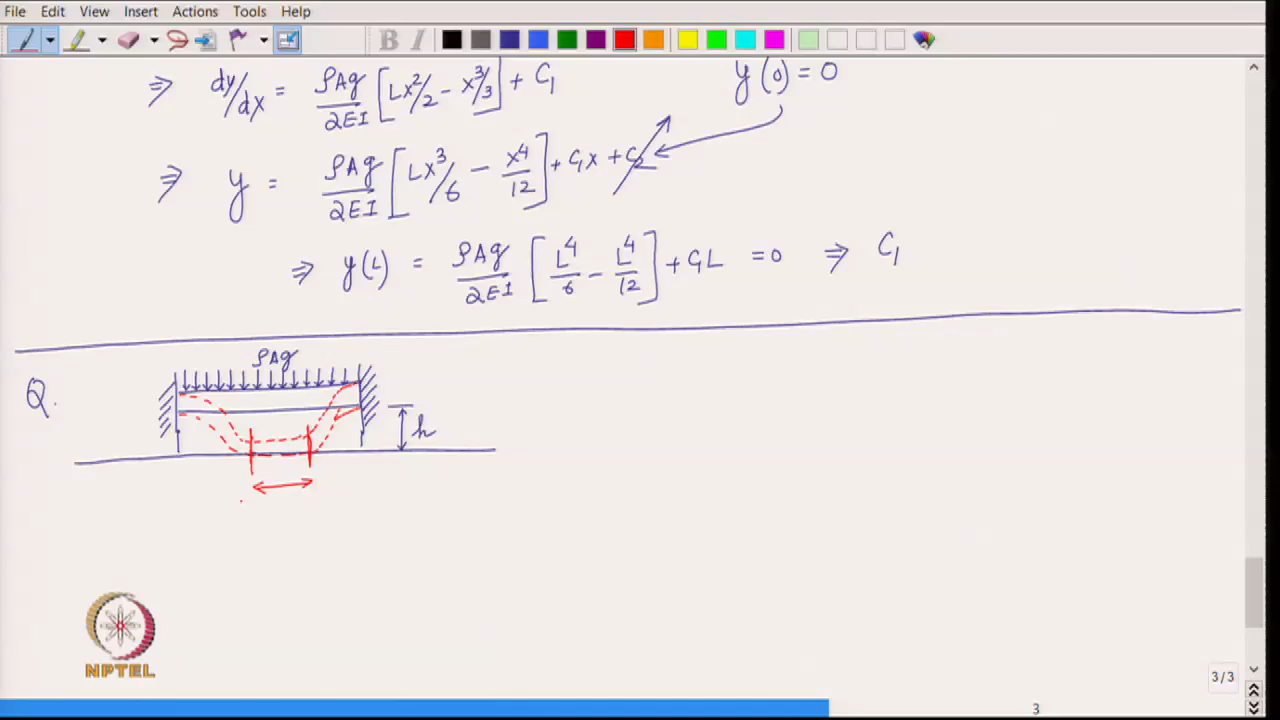 File Edit View Insert Actions Tools Help
B I
⇒ dy/dx = ρAg/2EI [Lx²/2 − x³/3] + C₁
y(0) = 0
⇒ y = ρAg/2EI [Lx³/6 − x⁴/12] + C₁x + C₂
⇒ y(L) = ρAg/2EI [L⁴/6 − L⁴/12] + C₁L = 0 ⇒ C₁
Q.
ρAg
h
NPTEL
3/3
3